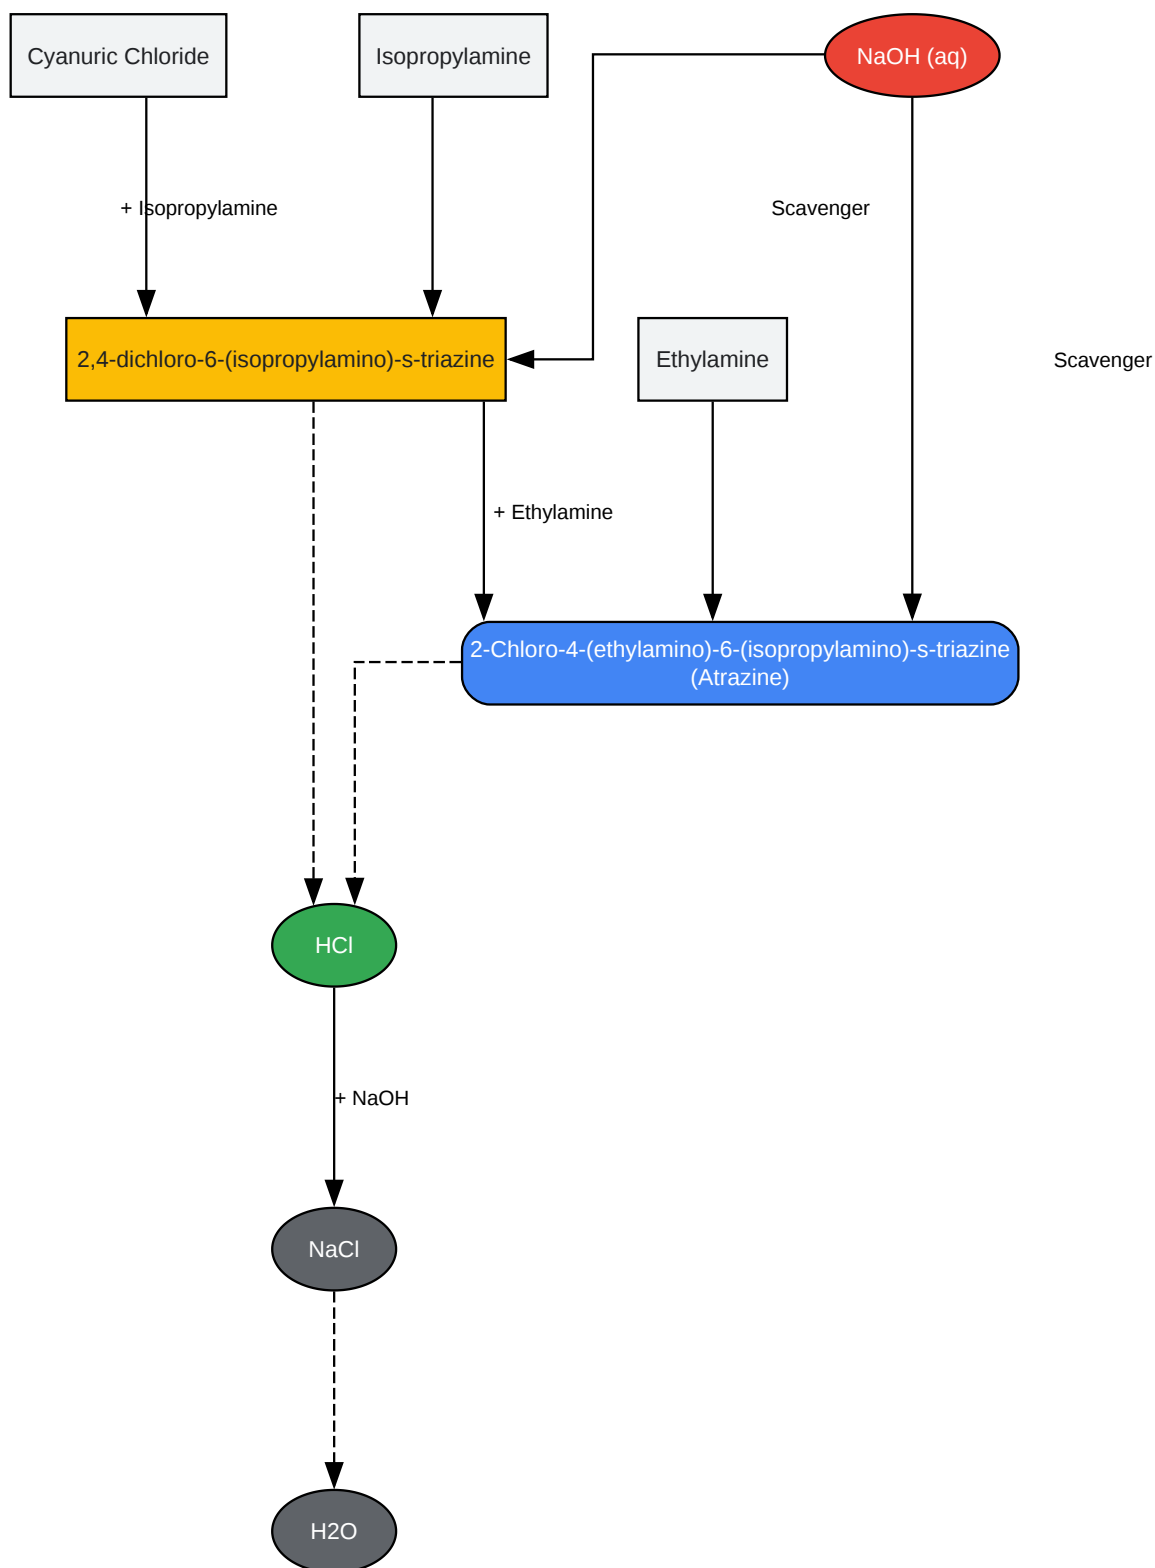 Cyanuric Chloride
Isopropylamine
NaOH (aq)
+ Isopropylamine
Scavenger
2,4-dichloro-6-(isopropylamino)-s-triazine
Ethylamine
Scavenger
+ Ethylamine
2-Chloro-4-(ethylamino)-6-(isopropylamino)-s-triazine
(Atrazine)
HCl
+ NaOH
NaCl
H2O